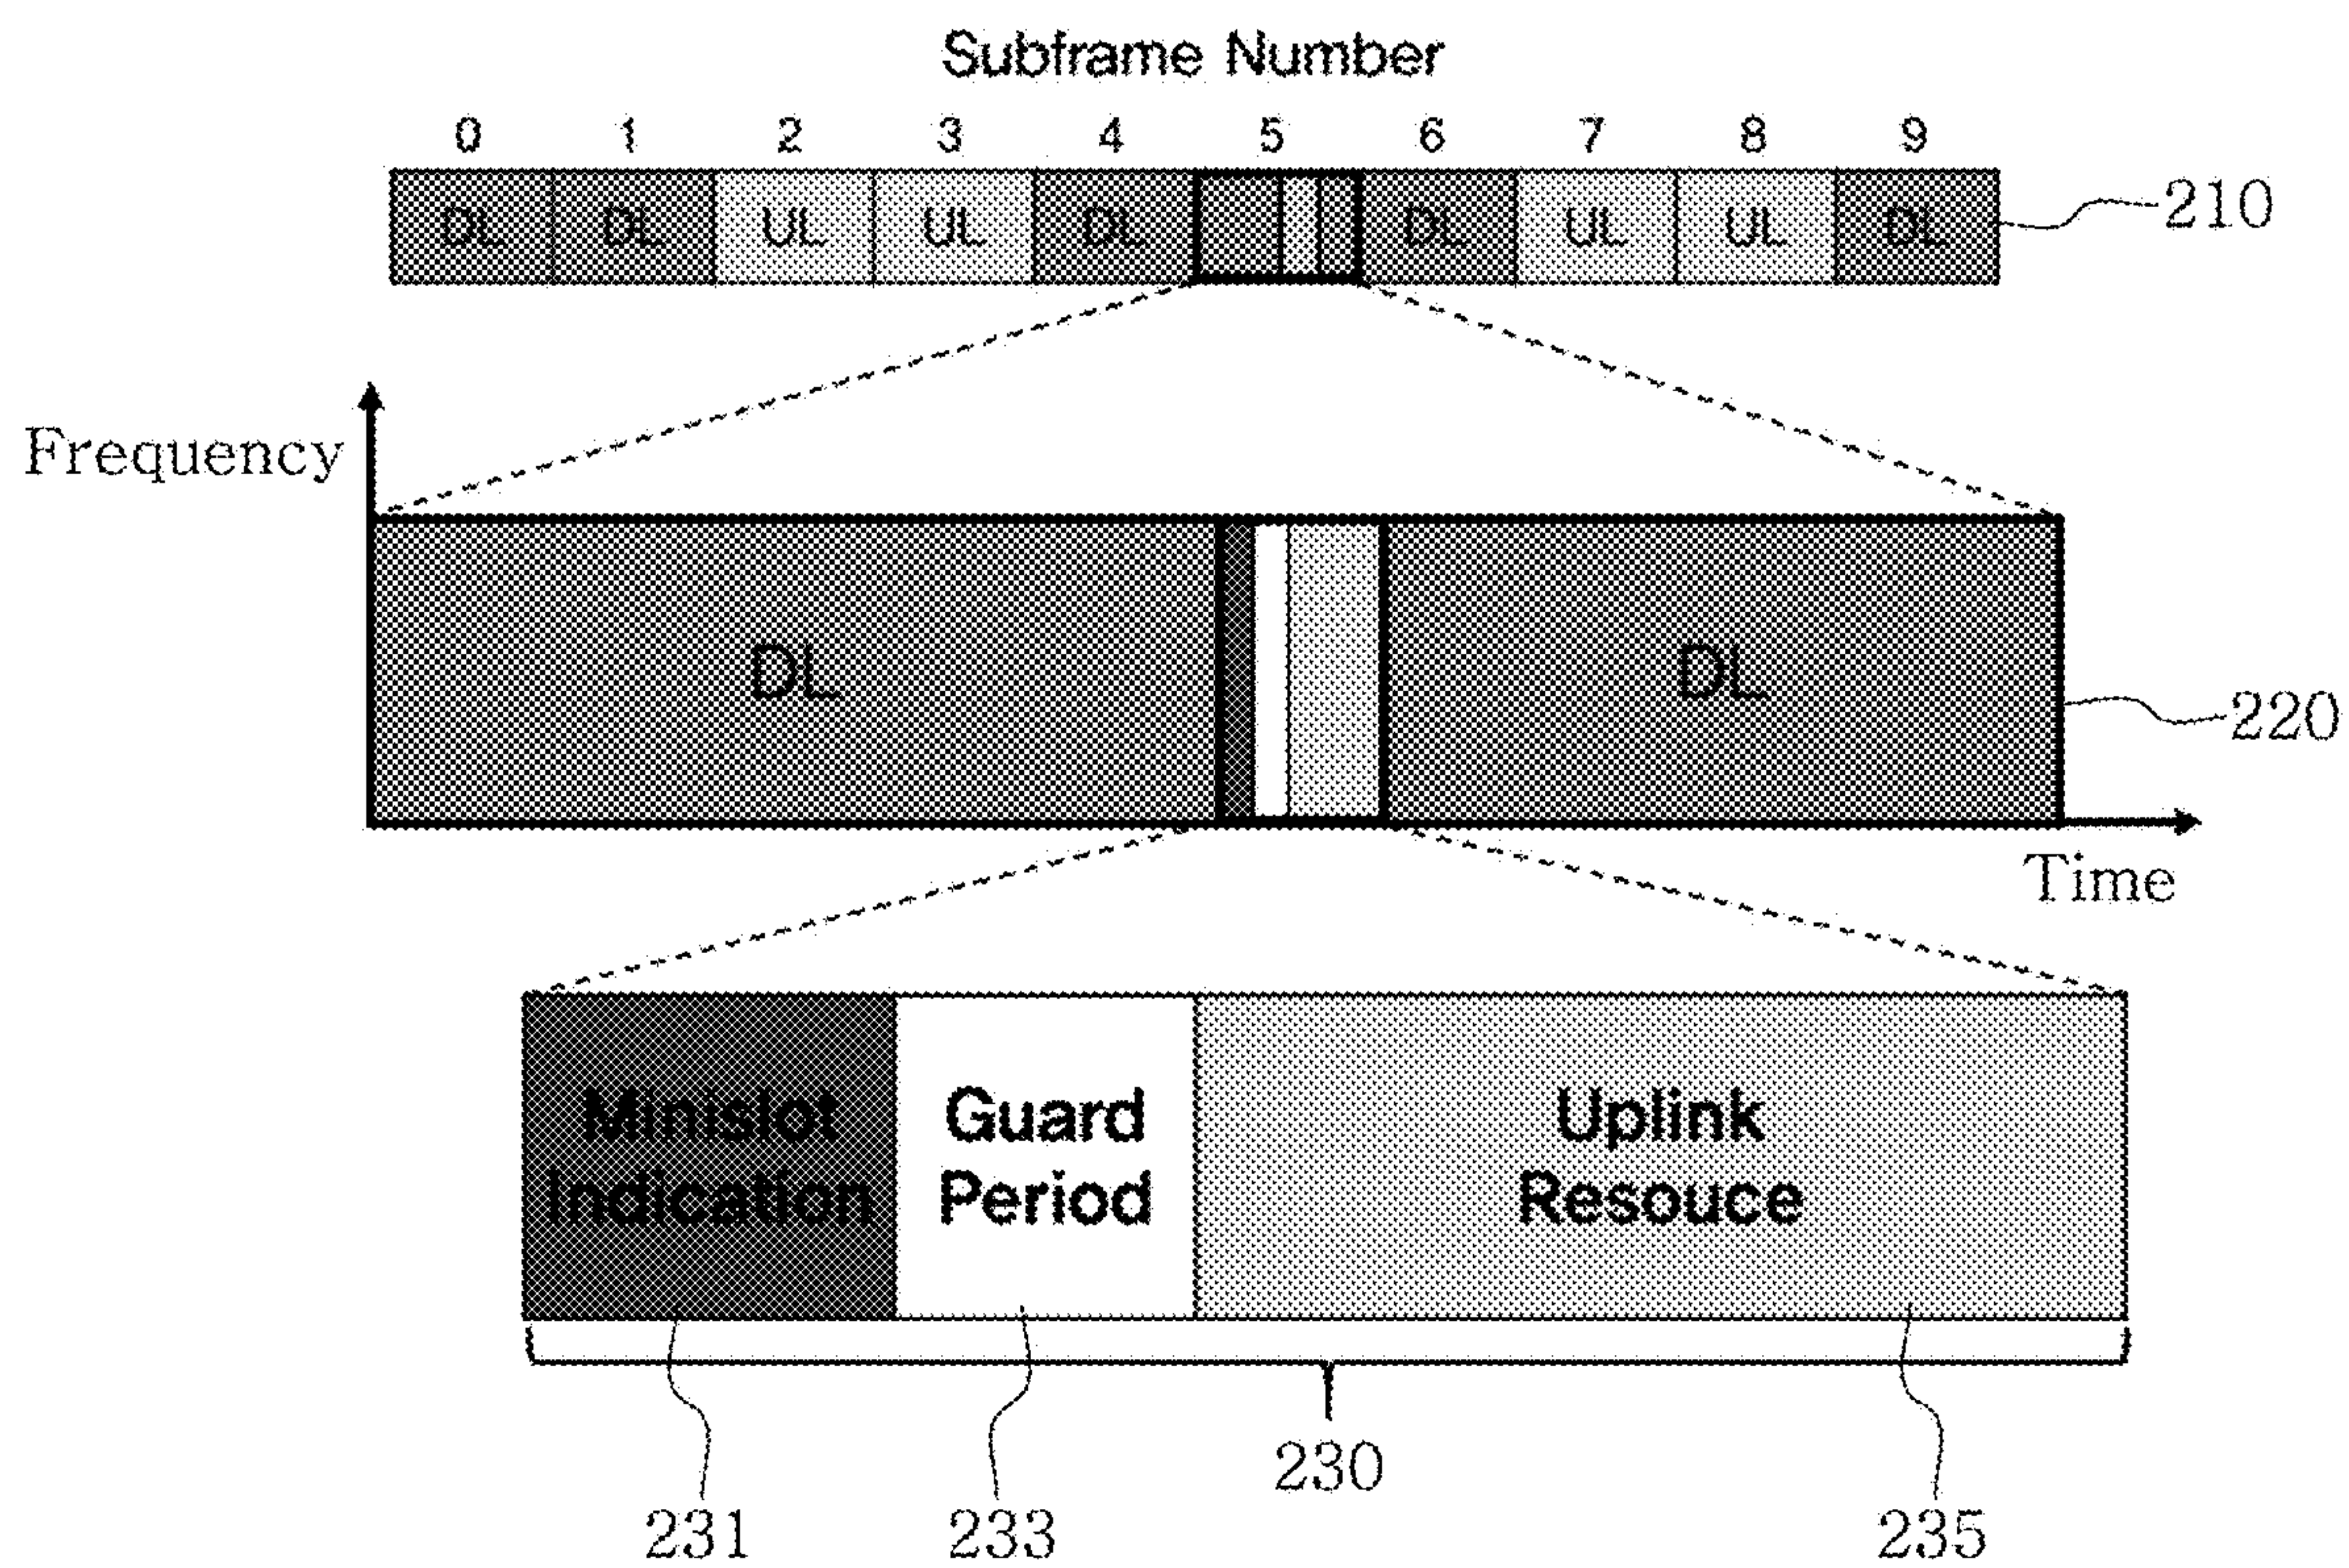 Subframe Number
0 1 2 3 4 5 6 7 8 9
DL DL UL UL DL DL UL UL DL
210
Frequency
DL DL
220
Time
Minislot Guard Uplink
Indication Period Resouce
230
231 233 235